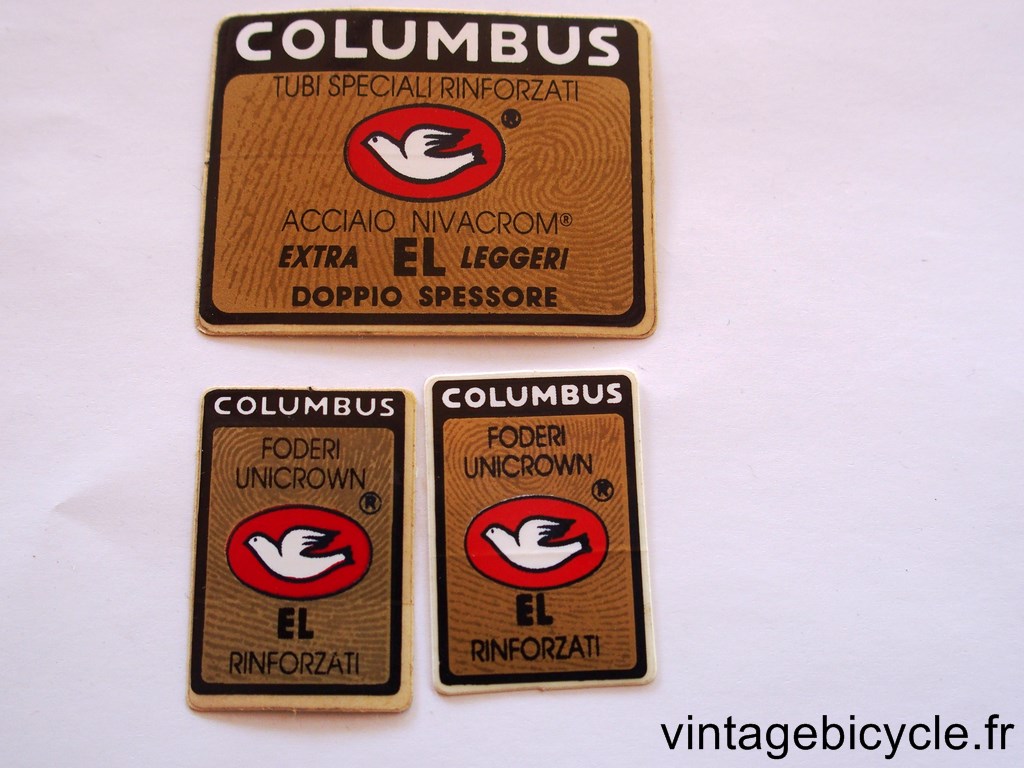 COLUMBUS
TUBI SPECIALI RINFORZATI
®
ACCIAIO NIVACROM®
EXTRA EL LEGGERI
DOPPIO SPESSORE
COLUMBUS
FODERI
UNICROWN
®
EL
RINFORZATI
COLUMBUS
FODERI
UNICROWN
®
EL
RINFORZATI
vintagebicycle.fr